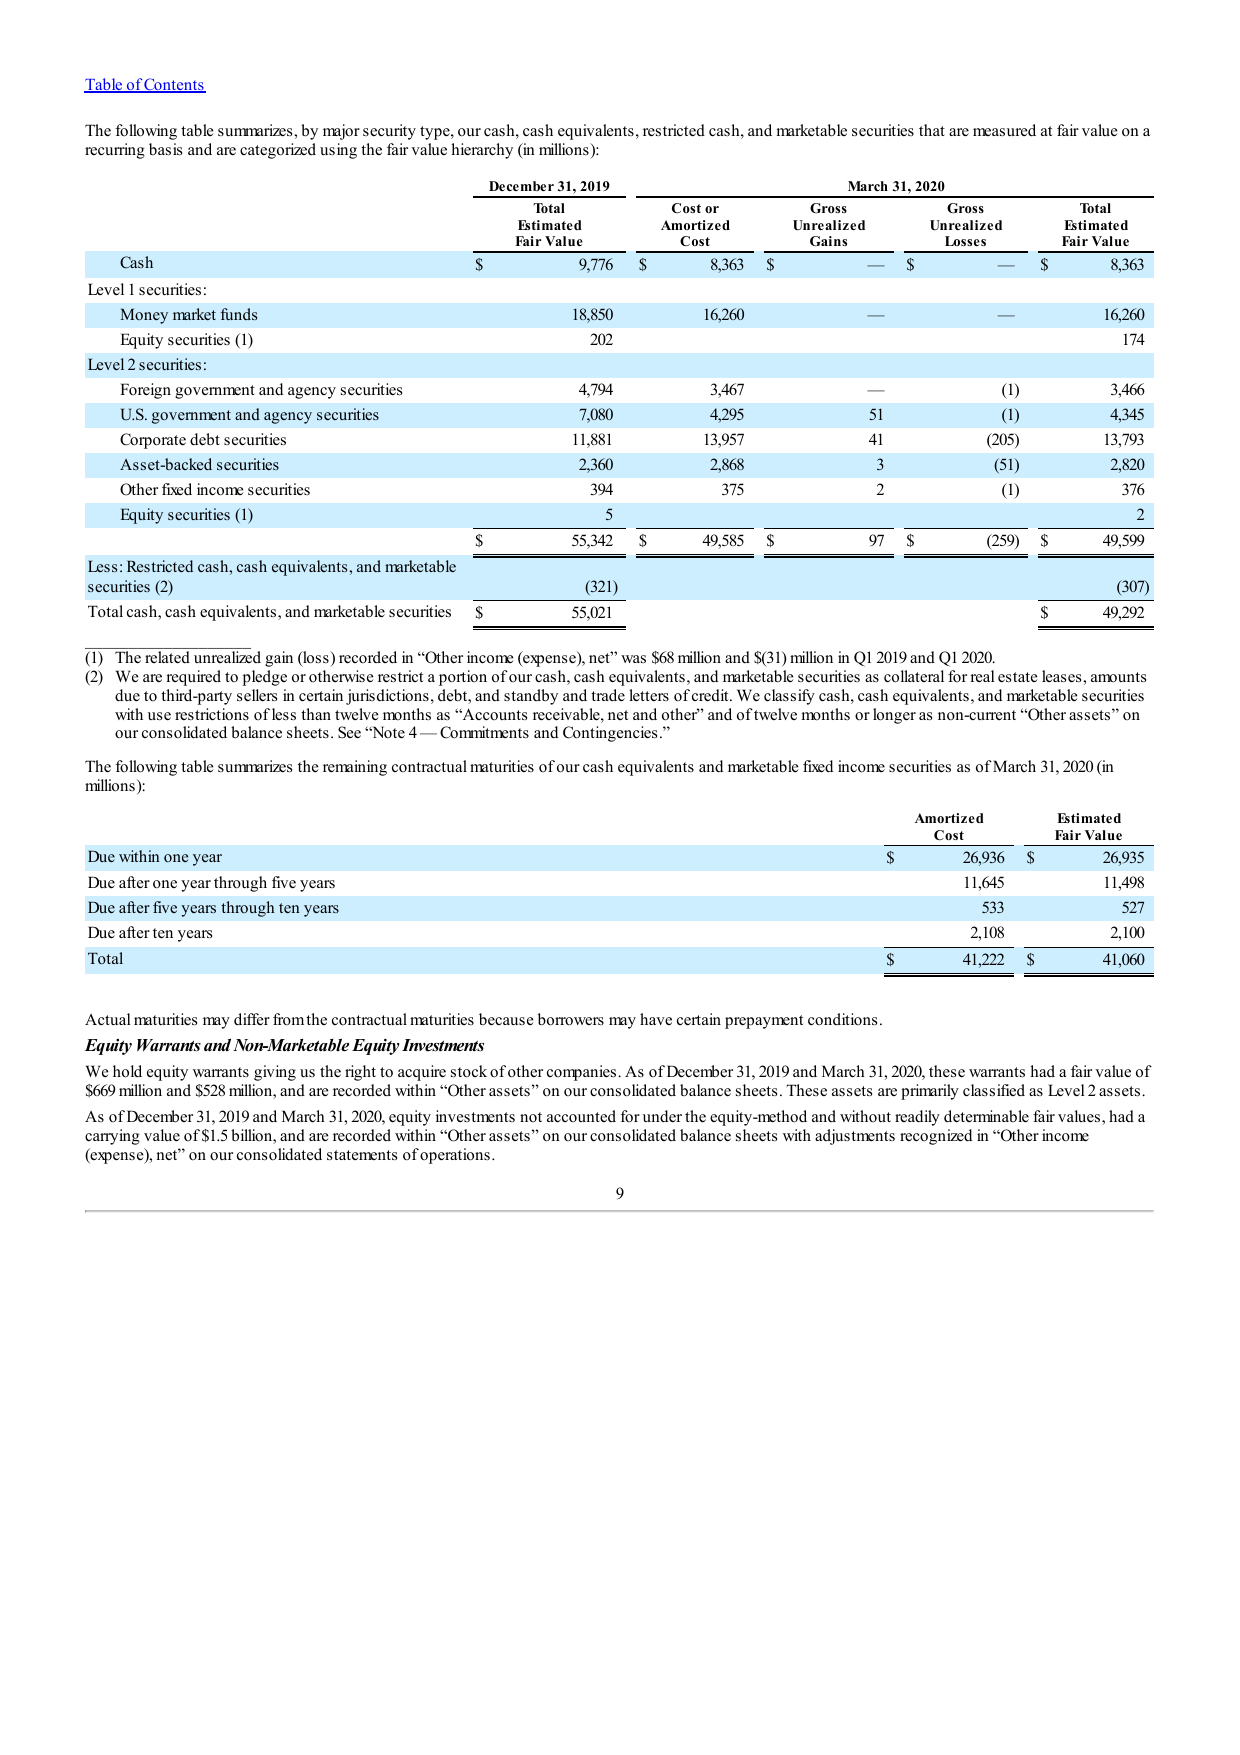 Table of Contents
The following table summarizes, by major security type, our cash, cash equivalents, restricted cash, and marketable securities that are measured at fair value on a
recurring basis and are categorized using the fair value hierarchy (in millions):
December 31, 2019 March 31, 2020
Total Estimated Fair Value Cost or Amortized Cost Gross Unrealized Gains Gross Unrealized Losses Total Estimated Fair Value
Cash $ 9,776 $ 8,363 $ — $ — $ 8,363
Level 1 securities:
Money market funds 18,850 16,260 — — 16,260
Equity securities (1) 202 174
Level 2 securities:
Foreign government and agency securities 4,794 3,467 — (1) 3,466
U.S. government and agency securities 7,080 4,295 51 (1) 4,345
Corporate debt securities 11,881 13,957 41 (205) 13,793
Asset-backed securities 2,360 2,868 3 (51) 2,820
Other fixed income securities 394 375 2 (1) 376
Equity securities (1) 5 2
$ 55,342 $ 49,585 $ 97 $ (259) $ 49,599
Less: Restricted cash, cash equivalents, and marketable
securities (2) (321) (307)
Total cash, cash equivalents, and marketable securities $ 55,021 $ 49,292
(1) The related unrealized gain (loss) recorded in “Other income (expense), net” was $68 million and $(31) million in Q1 2019 and Q1 2020.
(2) We are required to pledge or otherwise restrict a portion of our cash, cash equivalents, and marketable securities as collateral for real estate leases, amounts
due to third-party sellers in certain jurisdictions, debt, and standby and trade letters of credit. We classify cash, cash equivalents, and marketable securities
with use restrictions of less than twelve months as “Accounts receivable, net and other” and of twelve months or longer as non-current “Other assets” on
our consolidated balance sheets. See “Note 4 — Commitments and Contingencies.”
The following table summarizes the remaining contractual maturities of our cash equivalents and marketable fixed income securities as of March 31, 2020 (in
millions):
Amortized Cost Estimated Fair Value
Due within one year $ 26,936 $ 26,935
Due after one year through five years 11,645 11,498
Due after five years through ten years 533 527
Due after ten years 2,108 2,100
Total $ 41,222 $ 41,060
Actual maturities may differ from the contractual maturities because borrowers may have certain prepayment conditions.
Equity Warrants and Non-Marketable Equity Investments
We hold equity warrants giving us the right to acquire stock of other companies. As of December 31, 2019 and March 31, 2020, these warrants had a fair value of
$669 million and $528 million, and are recorded within “Other assets” on our consolidated balance sheets. These assets are primarily classified as Level 2 assets.
As of December 31, 2019 and March 31, 2020, equity investments not accounted for under the equity-method and without readily determinable fair values, had a
carrying value of $1.5 billion, and are recorded within “Other assets” on our consolidated balance sheets with adjustments recognized in “Other income
(expense), net” on our consolidated statements of operations.
9